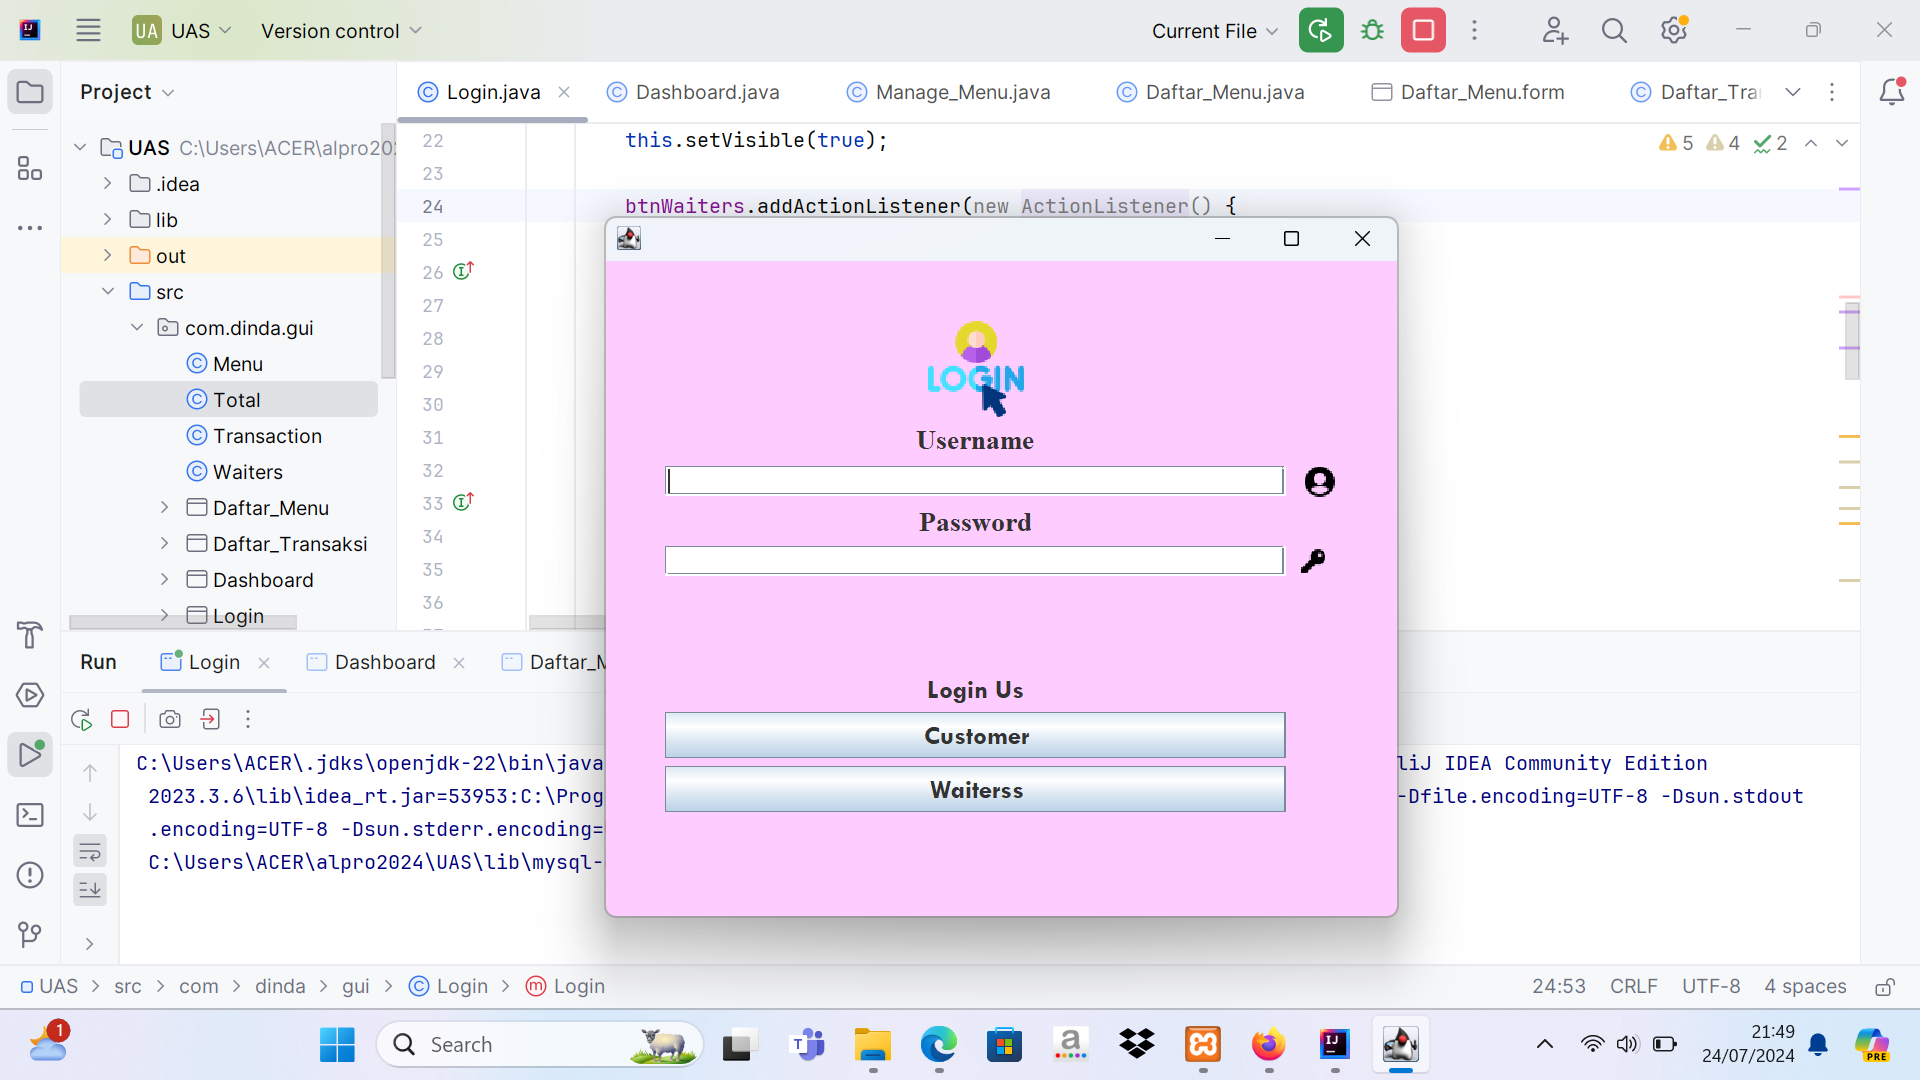 UA UAS Version control Current File
Project
Login.java Dashboard.java Manage_Menu.java Daftar_Menu.java Daftar_Menu.form Daftar_Tra
UAS C:\Users\ACER\alpro20
.idea
lib
out
src
com.dinda.gui
Menu
Total
Transaction
Waiters
Daftar_Menu
Daftar_Transaksi
Dashboard
Login
22 this.setVisible(true);
23
24 btnWaiters.addActionListener(new ActionListener() {
25
26
27
28
29
30
31
32
33
34
35
36
5 4 2
LOGIN
Username
Password
Login Us
Customer
Waiterss
Run Login Dashboard Daftar_M
C:\Users\ACER\.jdks\openjdk-22\bin\java liJ IDEA Community Edition
2023.3.6\lib\idea_rt.jar=53953:C:\Prog -Dfile.encoding=UTF-8 -Dsun.stdout
.encoding=UTF-8 -Dsun.stderr.encoding=
C:\Users\ACER\alpro2024\UAS\lib\mysql-
UAS > src > com > dinda > gui > Login > m Login 24:53 CRLF UTF-8 4 spaces
1 Search 21:49
24/07/2024
PRE